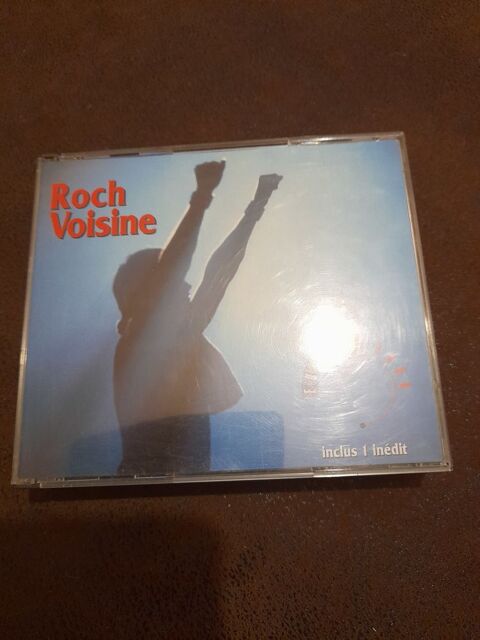 Roch
Voisine
inclus 1 inédit